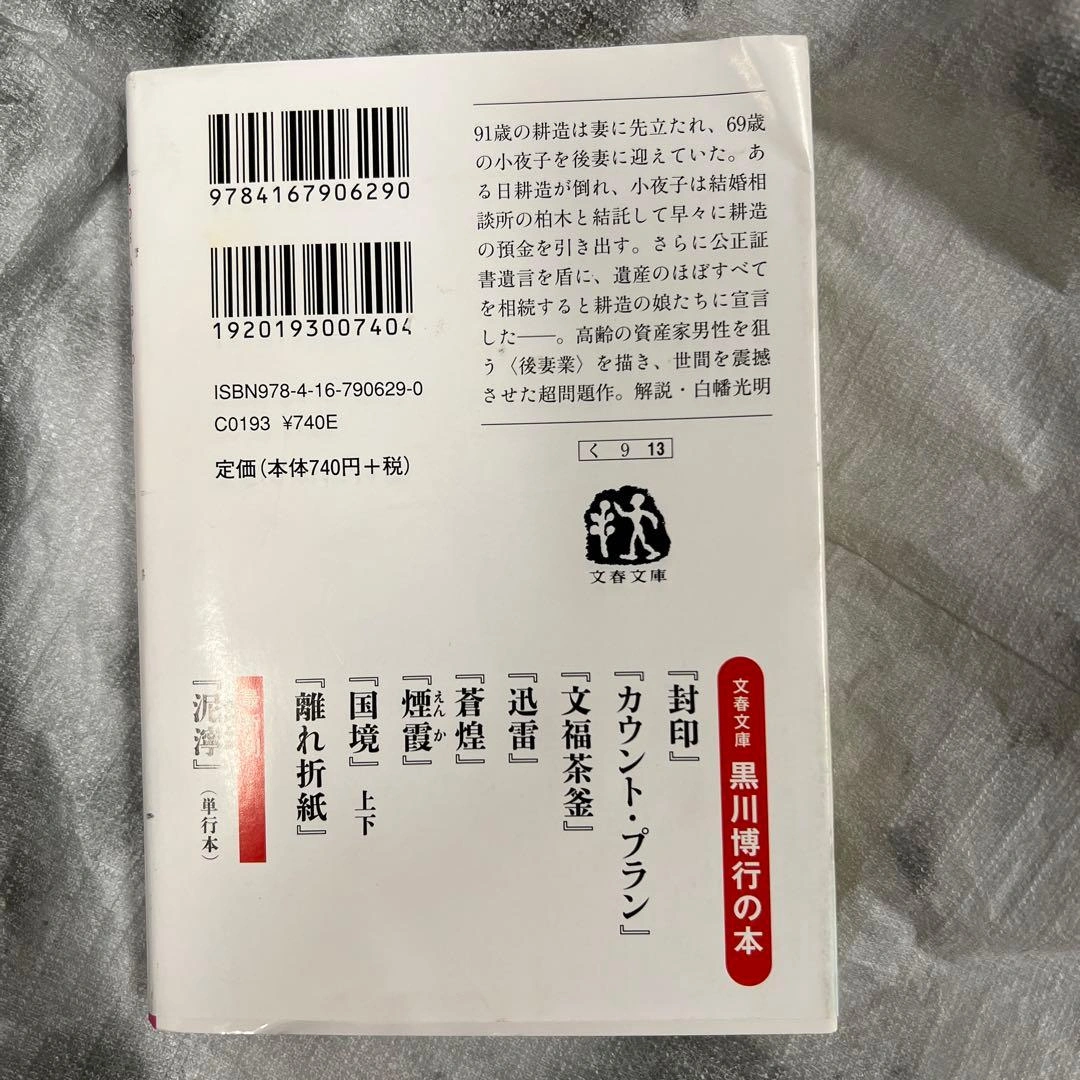 9784167906290
1920193007404
ISBN978-4-16-790629-0
C0193 ¥740E
定価(本体740円+税)
91歳の耕造は妻に先立たれ、69歳
の小夜子を後妻に迎えていた。あ
る日耕造が倒れ、小夜子は結婚相
談所の柏木と結託して早々に耕造
の預金を引き出す。さらに公正証
書遺言を盾に、遺産のほぼすべて
を相続すると耕造の娘たちに宣言
した――。高齢の資産家男性を狙
う〈後妻業〉を描き、世間を震撼
させた超問題作。解説・白幡光明
く 9 13
文春文庫
文春文庫 黒川博行の本
『封印』
『カウント・プラン』
『文福茶釜』
『迅雷』
『蒼煌』
『煙霞』
えんか
『国境』上下
『離れ折紙』
『泥濘』(単行本)